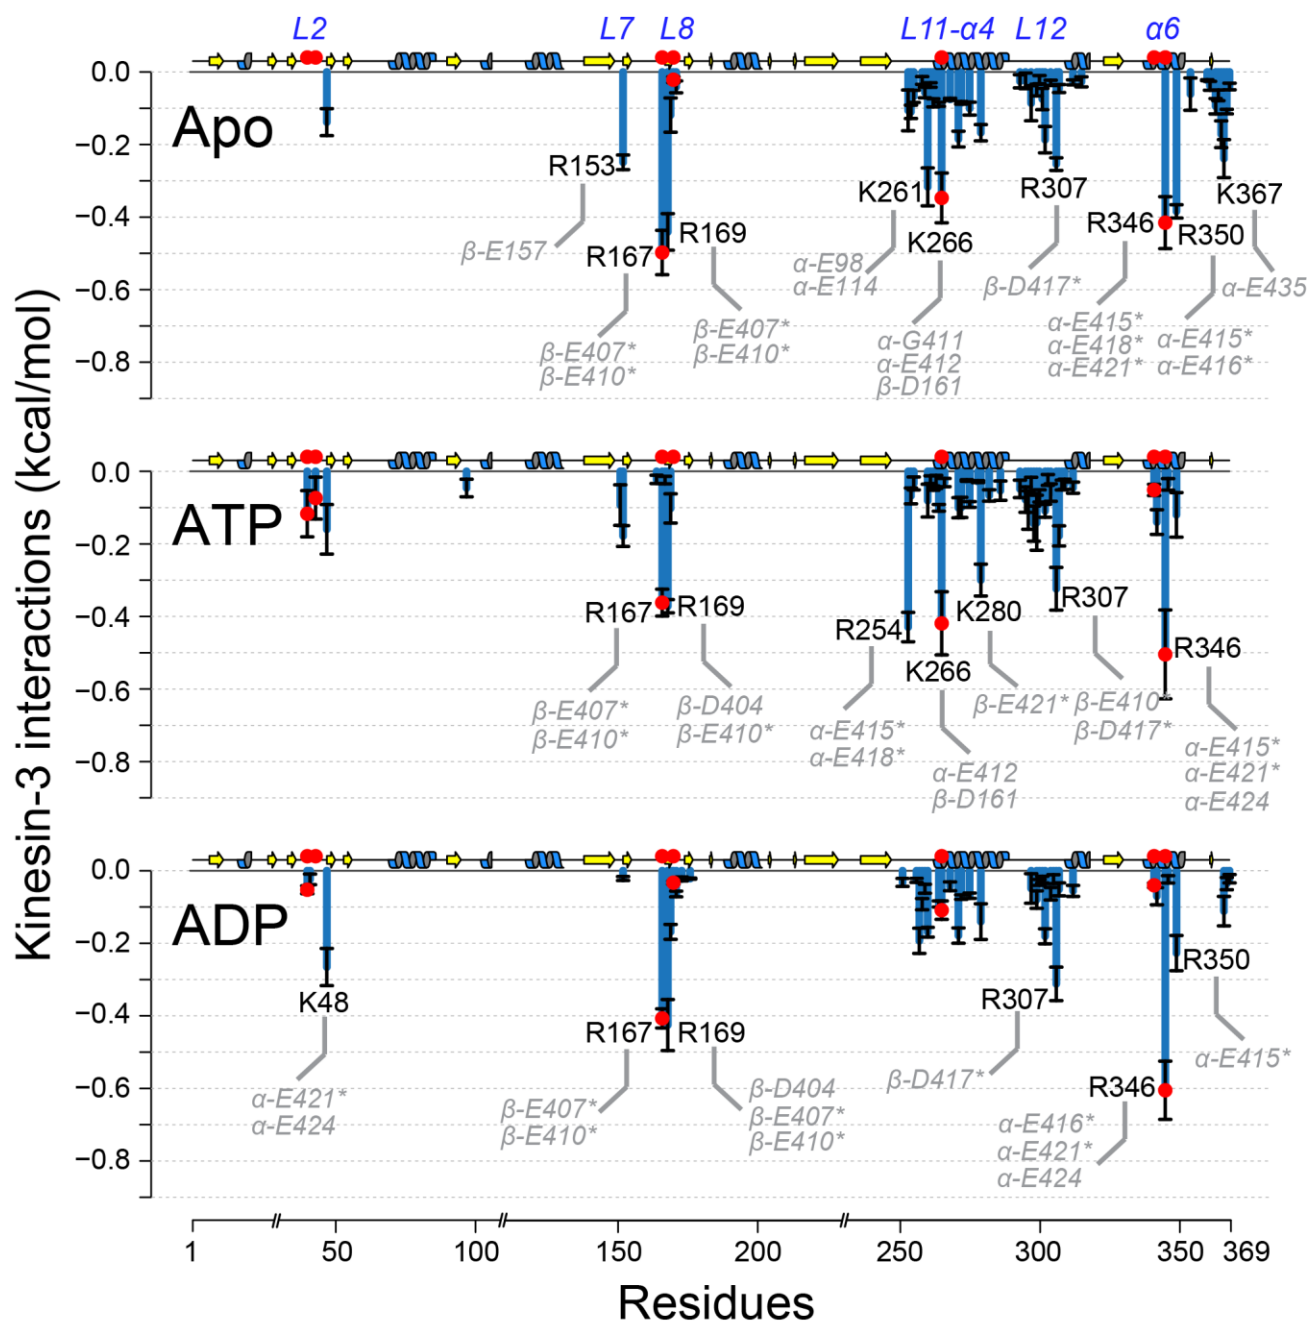 L2 L7 L8 L11-α4 L12 α6
Kinesin-3 interactions (kcal/mol)
Apo
0.0
−0.2
−0.4
−0.6
−0.8
R153
β-E157
R167
β-E407*
β-E410*
R169
β-E407*
β-E410*
K261
α-E98
α-E114
K266
α-G411
α-E412
β-D161
R307
β-D417*
R346
α-E415*
α-E418*
α-E421*
R350
α-E415*
α-E416*
K367
α-E435
ATP
0.0
−0.2
−0.4
−0.6
−0.8
R167
β-E407*
β-E410*
R169
β-D404
β-E410*
R254
α-E415*
α-E418*
K266
α-E412
β-D161
K280
β-E421*
R307
β-E410*
β-D417*
R346
α-E415*
α-E421*
α-E424
ADP
0.0
−0.2
−0.4
−0.6
−0.8
K48
α-E421*
α-E424
R167
β-E407*
β-E410*
R169
β-D404
β-E407*
β-E410*
R307
β-D417*
R346
α-E416*
α-E421*
α-E424
R350
α-E415*
1 50 100 150 200 250 300 350 369
Residues